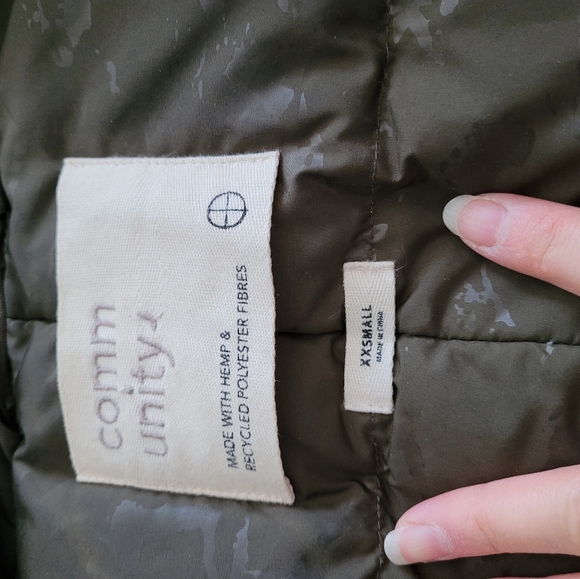 comm
unity
MADE WITH HEMP &
RECYCLED POLYESTER FIBRES
XXSMALL
MADE IN CHINA